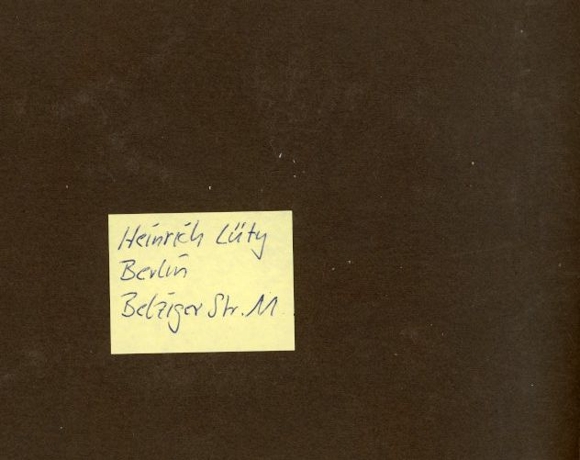 Heinrich Lüty
Berlin
Belziger Str. 11